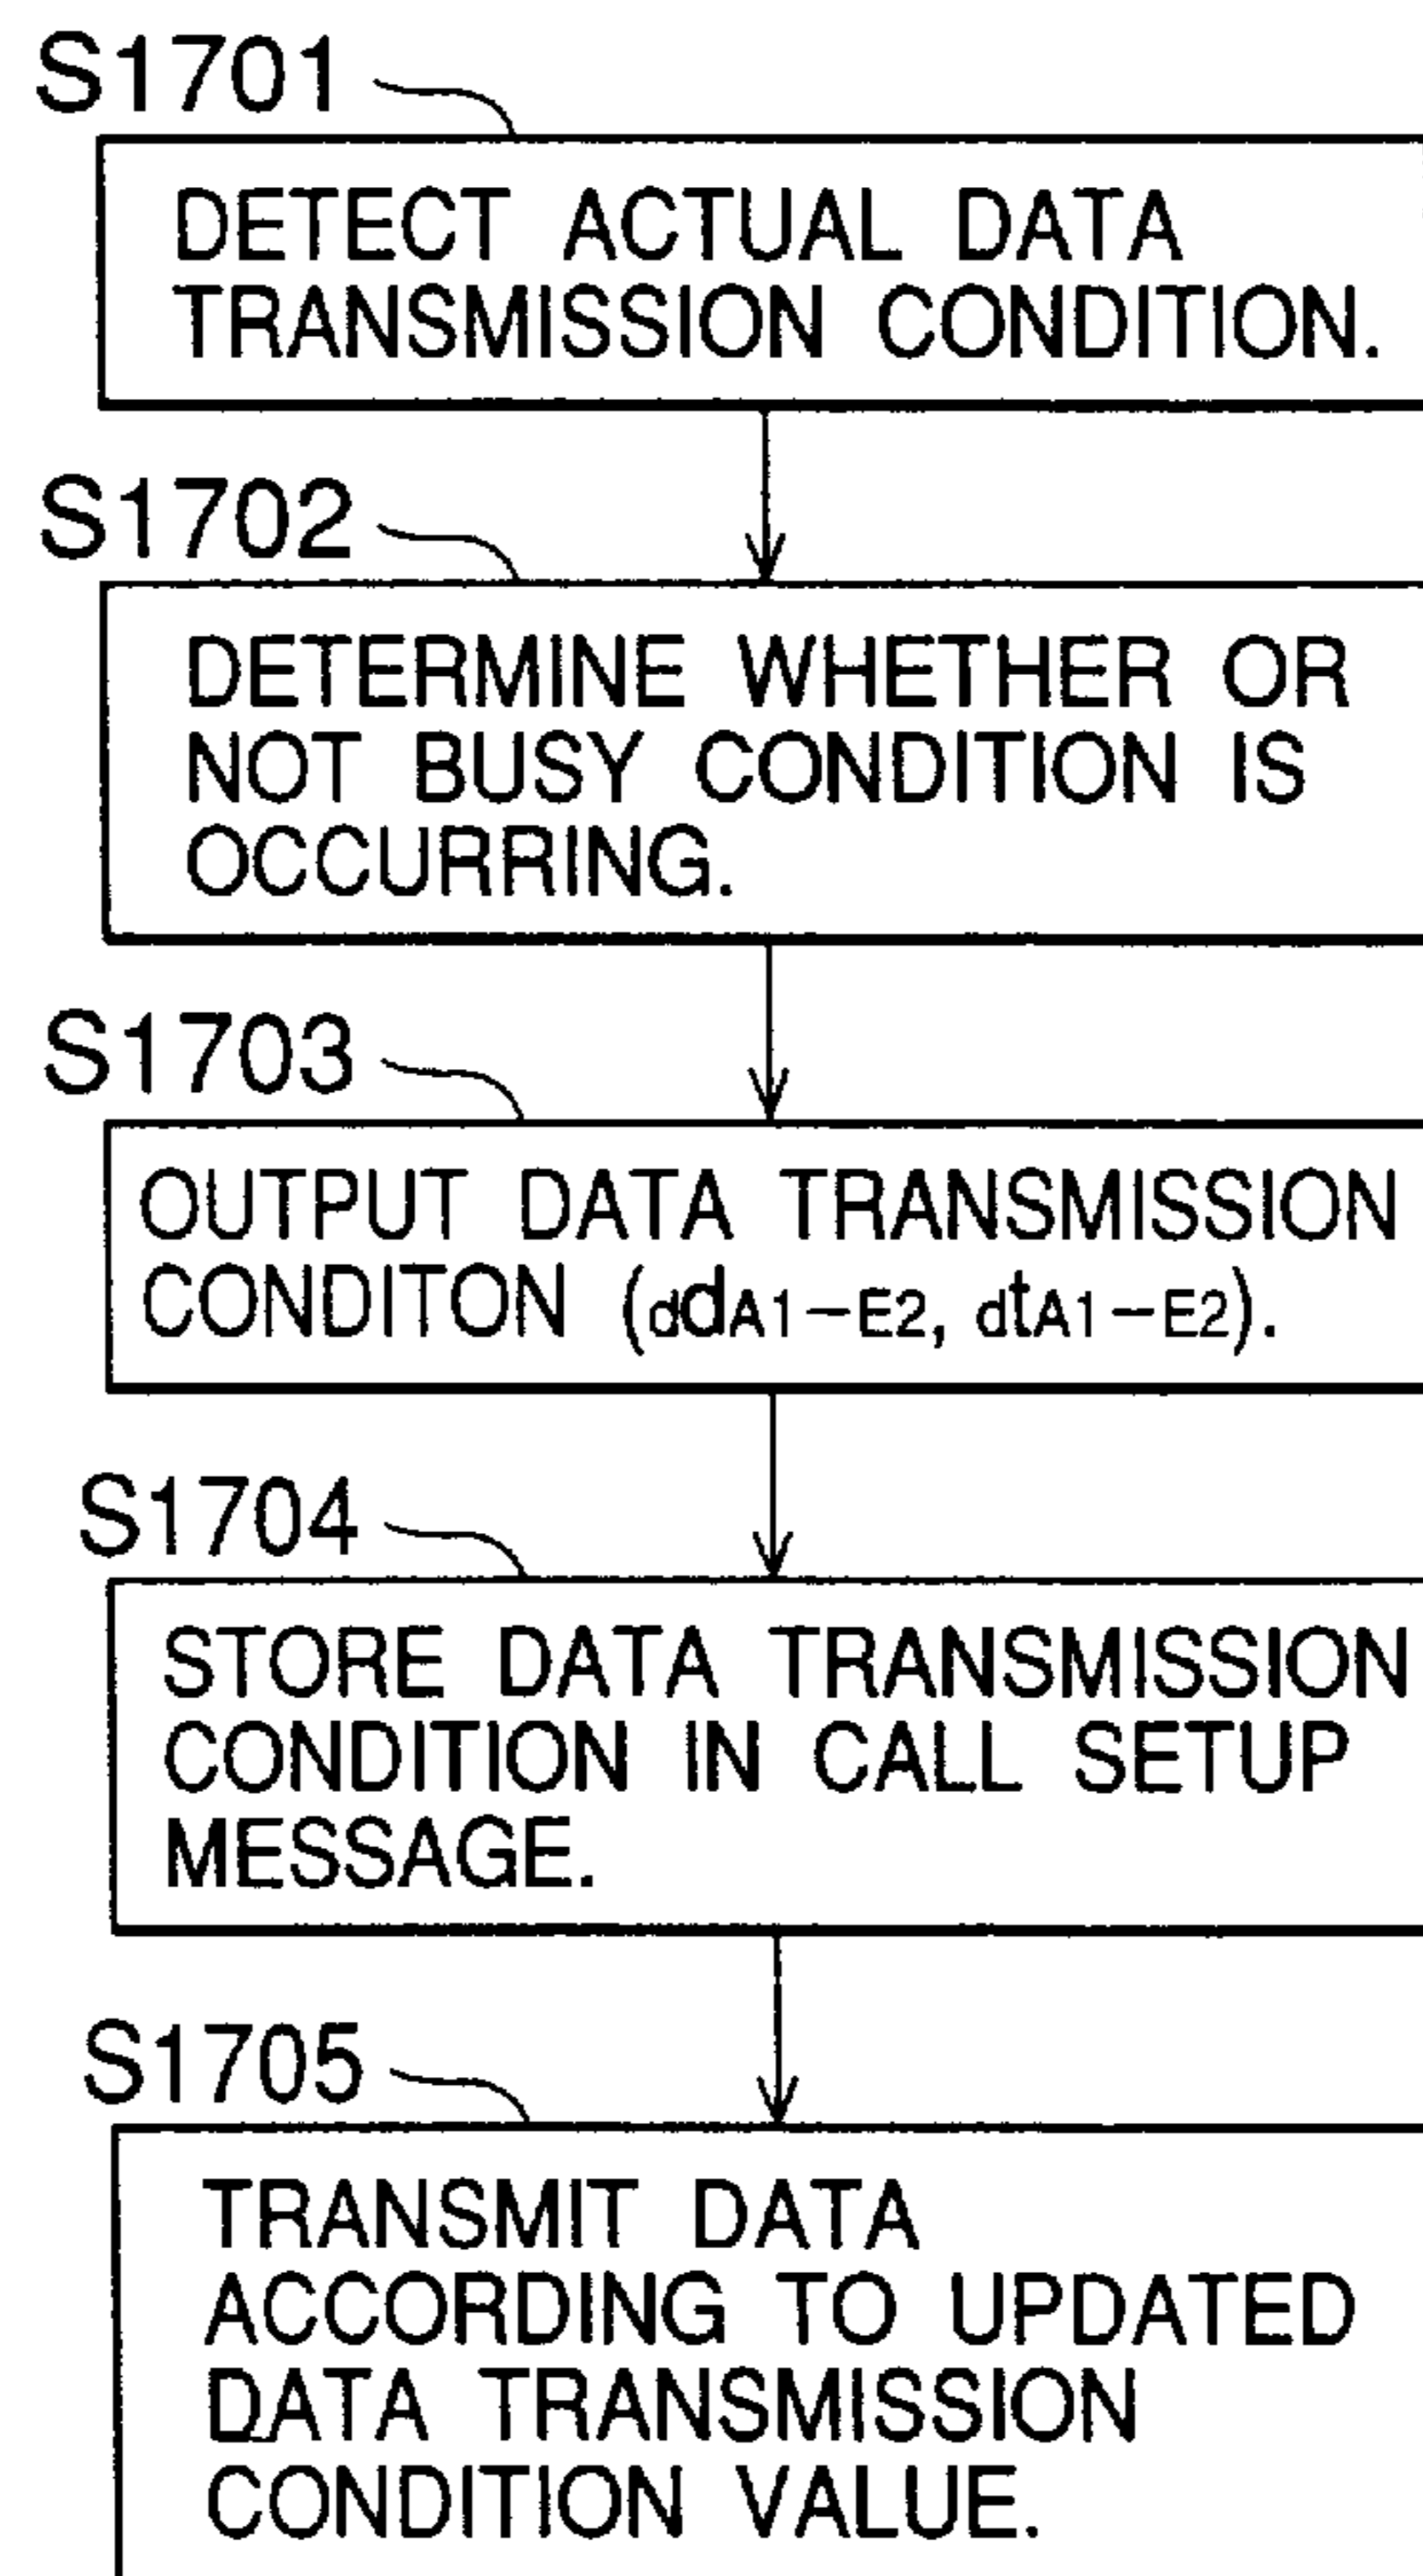 S1701
DETECT ACTUAL DATA
TRANSMISSION CONDITION.
S1702
DETERMINE WHETHER OR
NOT BUSY CONDITION IS
OCCURRING.
S1703
OUTPUT DATA TRANSMISSION
CONDITON (ddA1-E2, dtA1-E2).
S1704
STORE DATA TRANSMISSION
CONDITION IN CALL SETUP
MESSAGE.
S1705
TRANSMIT DATA
ACCORDING TO UPDATED
DATA TRANSMISSION
CONDITION VALUE.